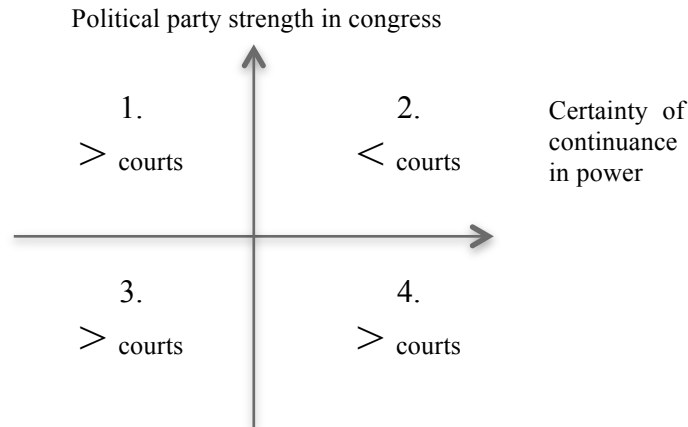 Political party strength in congress
1.
> courts
2.
< courts
Certainty of
continuance
in power
3.
> courts
4.
> courts